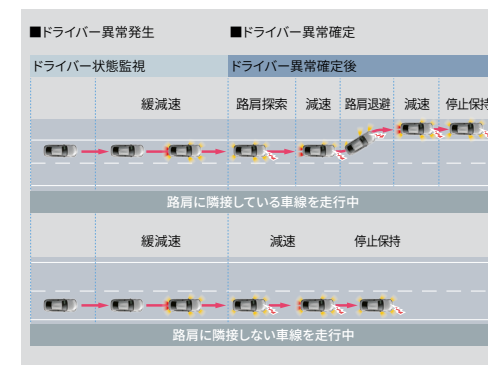 ■ドライバー異常発生
■ドライバー異常確定
ドライバー状態監視
ドライバー異常確定後
緩減速
路肩探索
減速
路肩退避
減速
停止保持
路肩に隣接している車線を走行中
緩減速
減速
停止保持
路肩に隣接しない車線を走行中